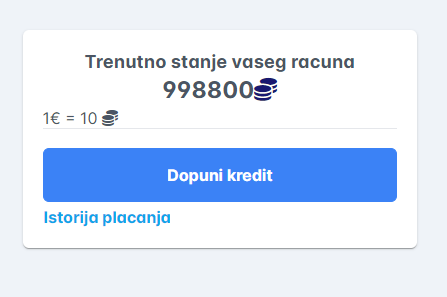 Trenutno stanje vaseg racuna
998800
1€ = 10
Dopuni kredit
Istorija placanja